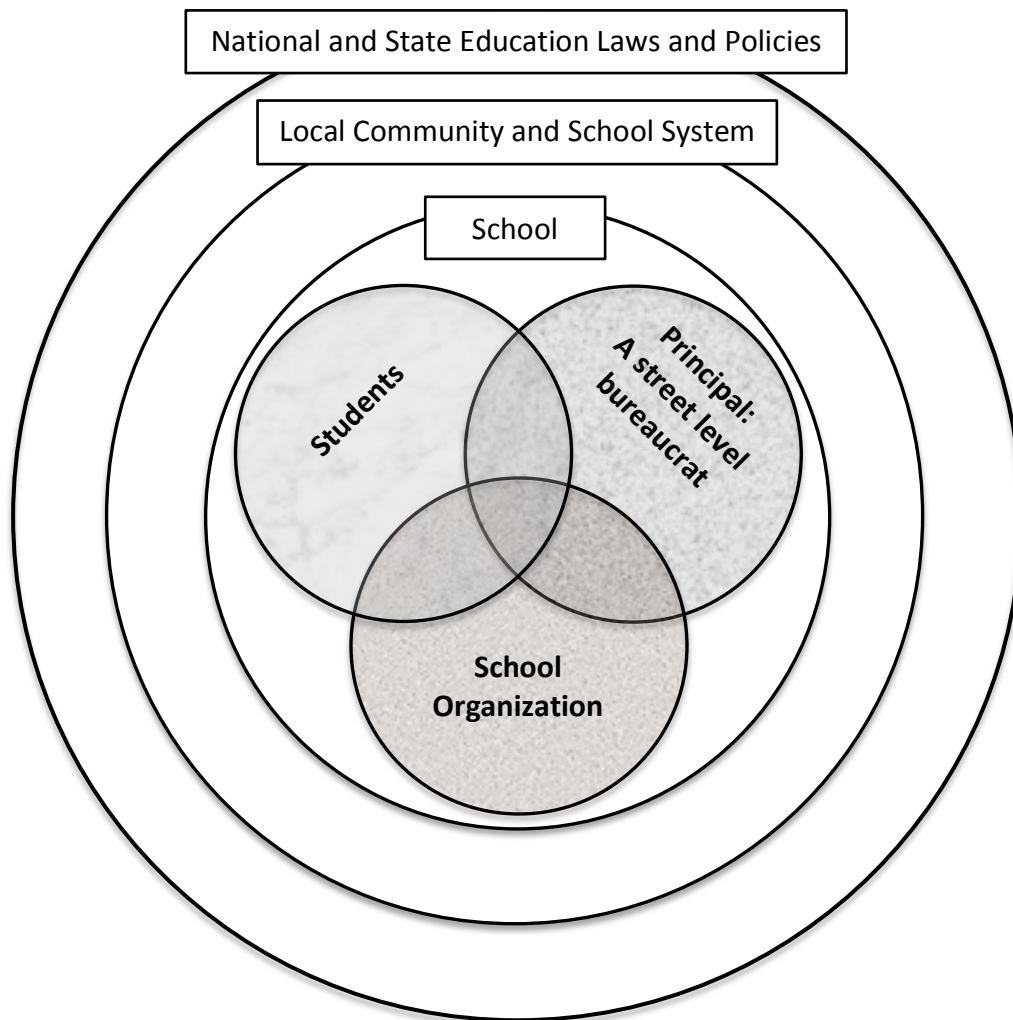 National and State Education Laws and Policies
Local Community and School System
School
Students
Principal:
A street level
bureaucrat
School
Organization